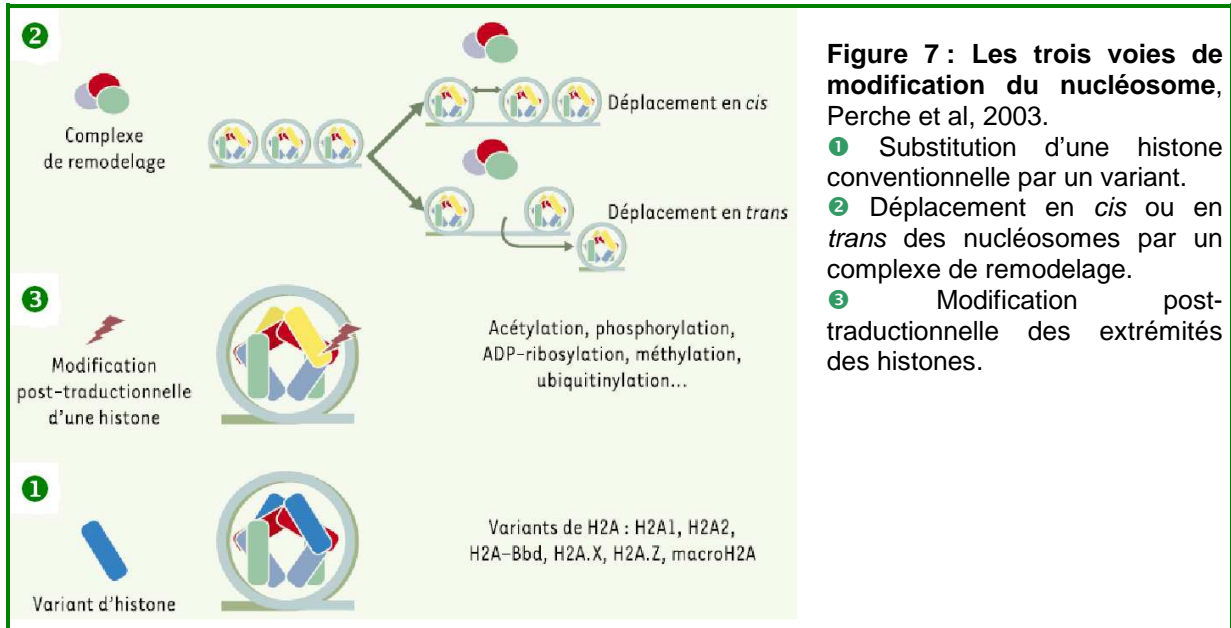 ❷
Complexe
de remodelage
Déplacement en cis
Déplacement en trans
❸
Modification
post-traductionnelle
d'une histone
Acétylation, phosphorylation,
ADP-ribosylation, méthylation,
ubiquitinylation...
❶
Variant d'histone
Variants de H2A : H2A1, H2A2,
H2A-Bbd, H2A.X, H2A.Z, macroH2A
Figure 7 : Les trois voies de
modification du nucléosome,
Perche et al, 2003.
❶ Substitution d'une histone
conventionnelle par un variant.
❷ Déplacement en cis ou en
trans des nucléosomes par un
complexe de remodelage.
❸ Modification post-
traductionnelle des extrémités
des histones.